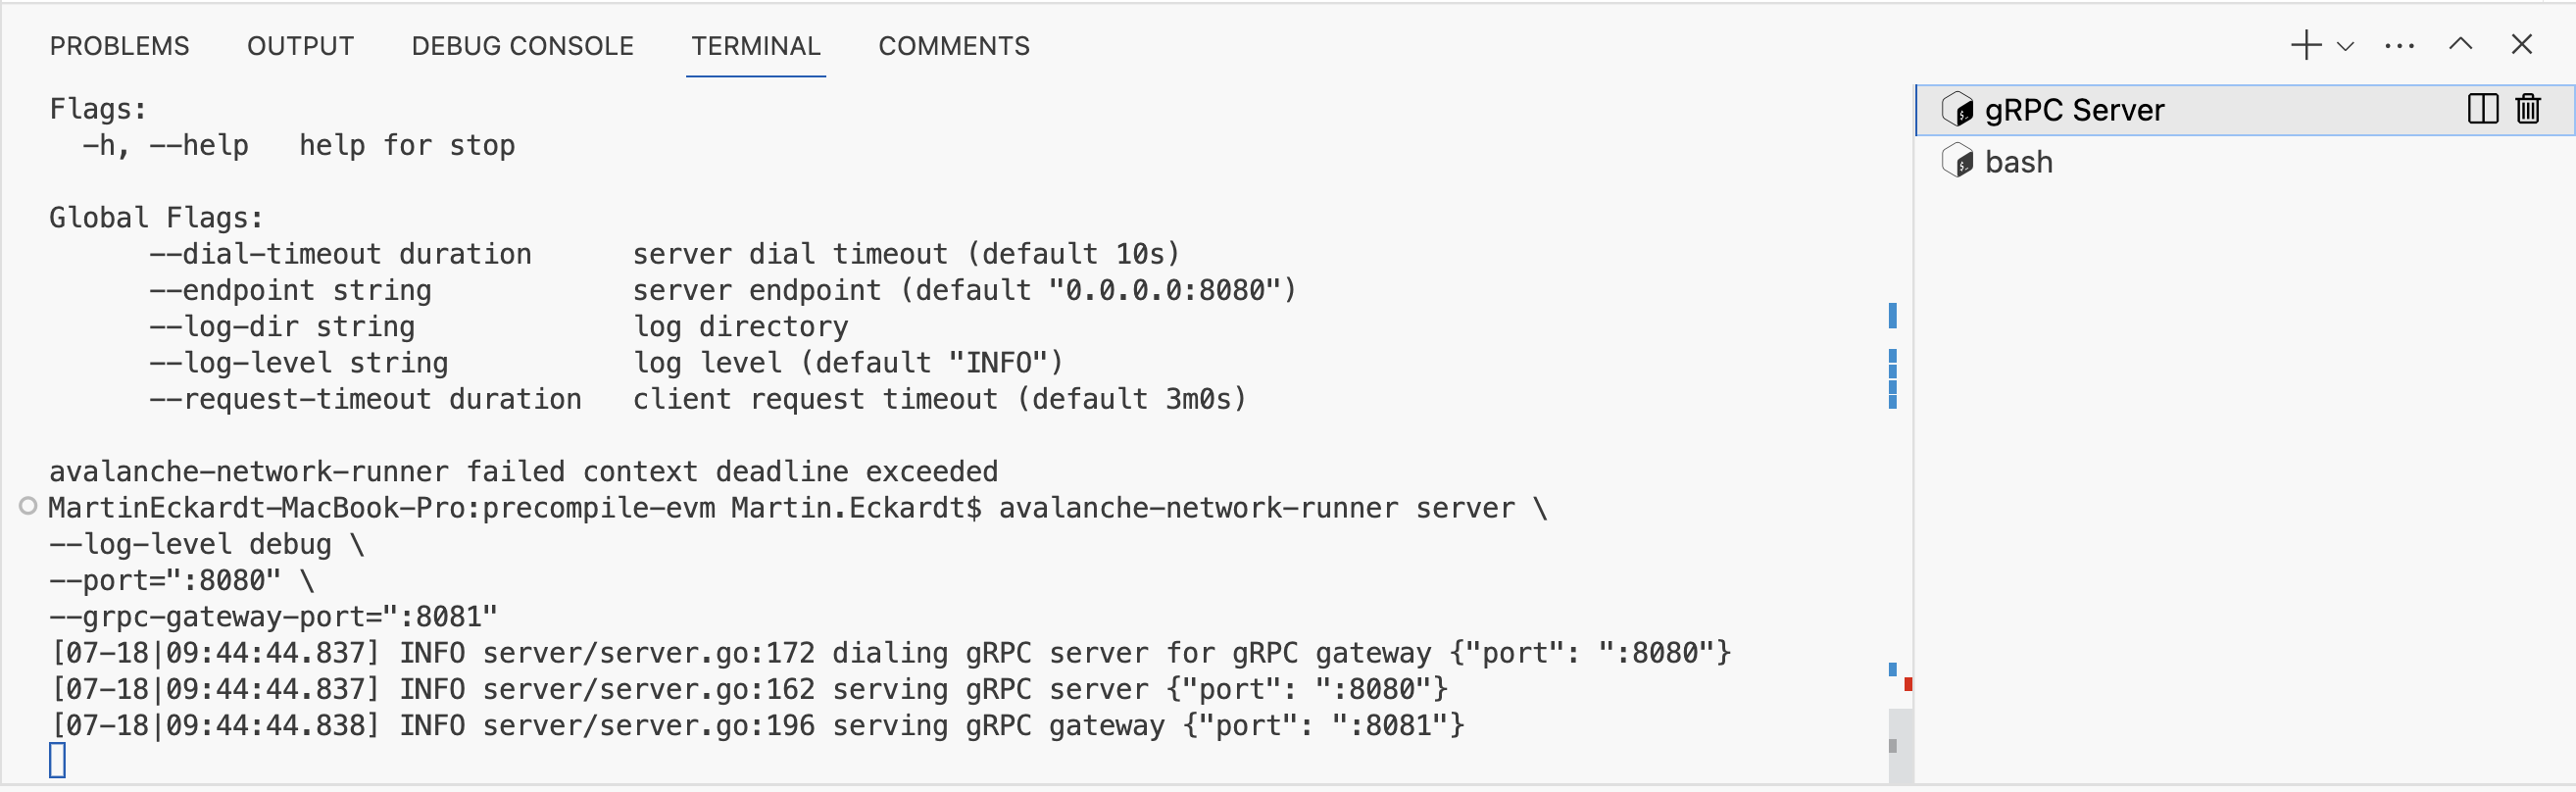 PROBLEMS OUTPUT DEBUG CONSOLE TERMINAL COMMENTS
Flags:
  -h, --help   help for stop

Global Flags:
      --dial-timeout duration      server dial timeout (default 10s)
      --endpoint string            server endpoint (default "0.0.0.0:8080")
      --log-dir string             log directory
      --log-level string           log level (default "INFO")
      --request-timeout duration   client request timeout (default 3m0s)

avalanche-network-runner failed context deadline exceeded
MartinEckardt-MacBook-Pro:precompile-evm Martin.Eckardt$ avalanche-network-runner server \
--log-level debug \
--port=":8080" \
--grpc-gateway-port=":8081"
[07-18|09:44:44.837] INFO server/server.go:172 dialing gRPC server for gRPC gateway {"port": ":8080"}
[07-18|09:44:44.837] INFO server/server.go:162 serving gRPC server {"port": ":8080"}
[07-18|09:44:44.838] INFO server/server.go:196 serving gRPC gateway {"port": ":8081"}
gRPC Server
bash